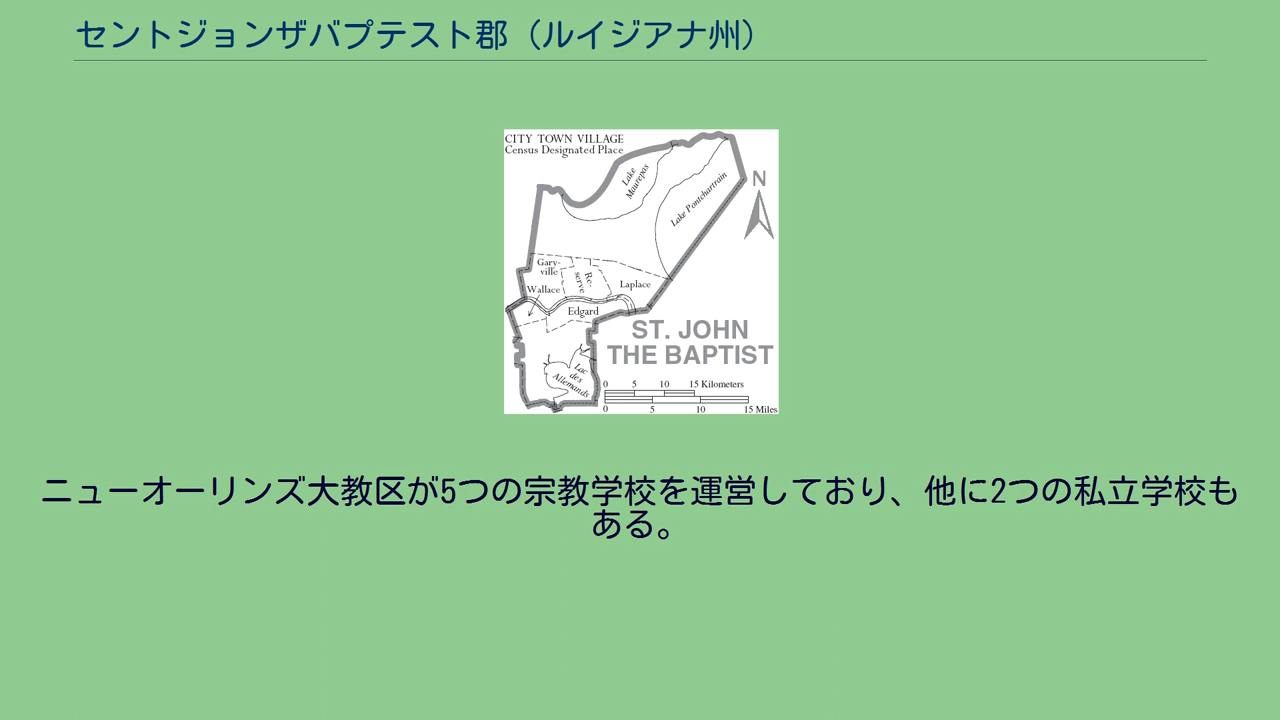 セントジョンザバプテスト郡（ルイジアナ州）
CITY TOWN VILLAGE
Census Designated Place
Lake
Maurepas
Lake Pontchartrain
N
Gary-
ville
Re-
serve
Wallace
Laplace
Edgard
ST. JOHN
THE BAPTIST
Lac
des
Allemands
0 5 10 15 Kilometers
0 5 10 15 Miles
ニューオーリンズ大教区が5つの宗教学校を運営しており、他に2つの私立学校も
ある。